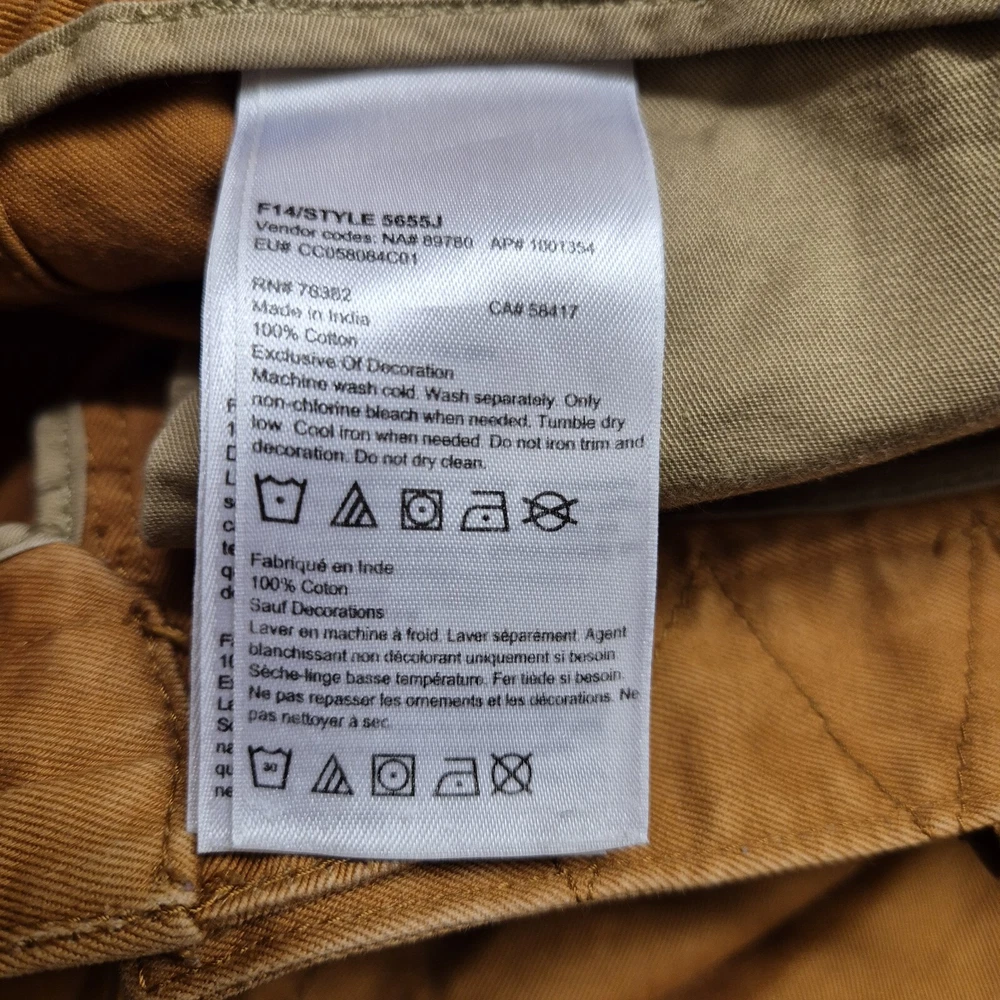 F14/STYLE 5655J
Vendor codes: NA# 89780 AP# 1001354
EU# CC058084C01
RN# 76382 CA# 58417
Made in India
100% Cotton
Exclusive Of Decoration
Machine wash cold. Wash separately. Only
non-chlorine bleach when needed. Tumble dry
low. Cool iron when needed. Do not iron trim and
decoration. Do not dry clean.
Fabriqué en Inde
100% Coton
Sauf Decorations
Laver en machine à froid. Laver séparément. Agent
blanchissant non décolorant uniquement si besoin.
Sèche-linge basse température. Fer tiède si besoin.
Ne pas repasser les ornements et les décorations. Ne
pas nettoyer à sec.
30